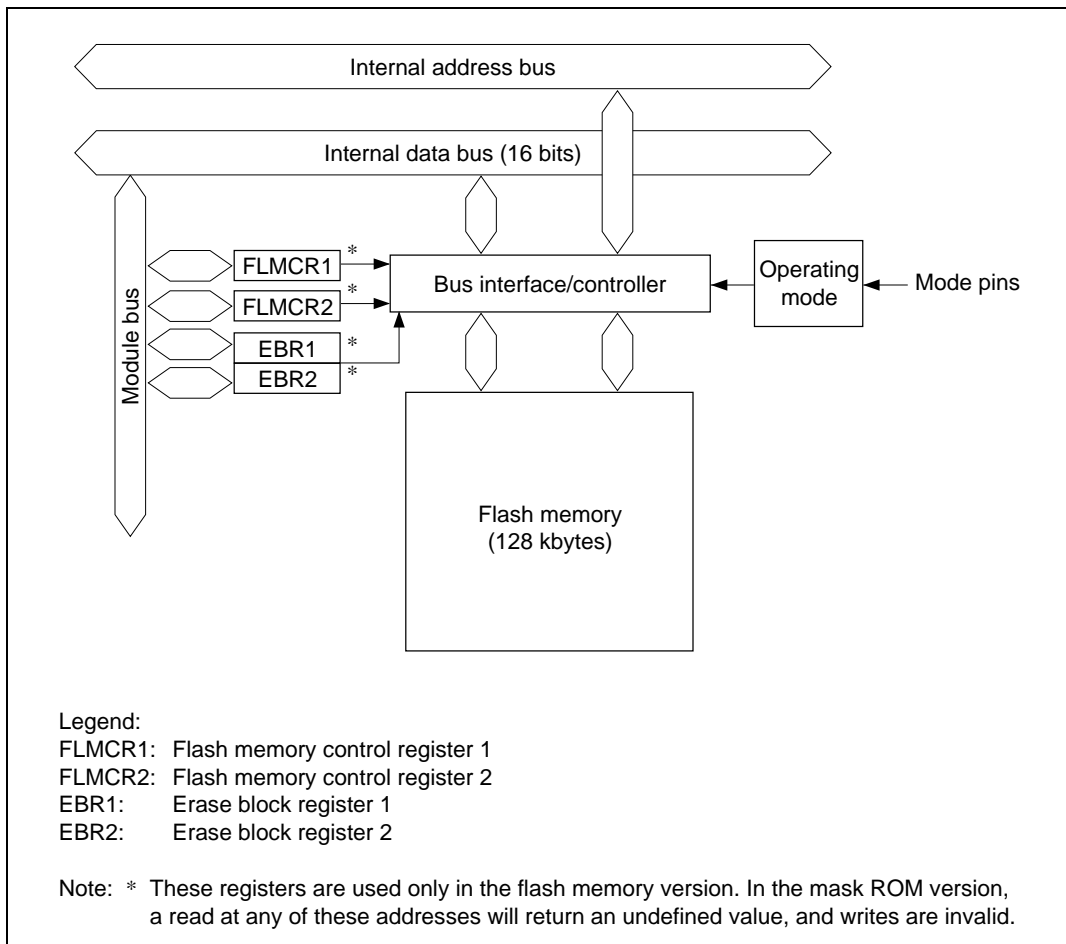 Internal address bus
Internal data bus (16 bits)
Module bus
FLMCR1
*
FLMCR2
*
EBR1
*
EBR2
*
Bus interface/controller
Operating
mode
Mode pins
Flash memory
(128 kbytes)
Legend:
FLMCR1: Flash memory control register 1
FLMCR2: Flash memory control register 2
EBR1: Erase block register 1
EBR2: Erase block register 2
Note: * These registers are used only in the flash memory version. In the mask ROM version,
a read at any of these addresses will return an undefined value, and writes are invalid.